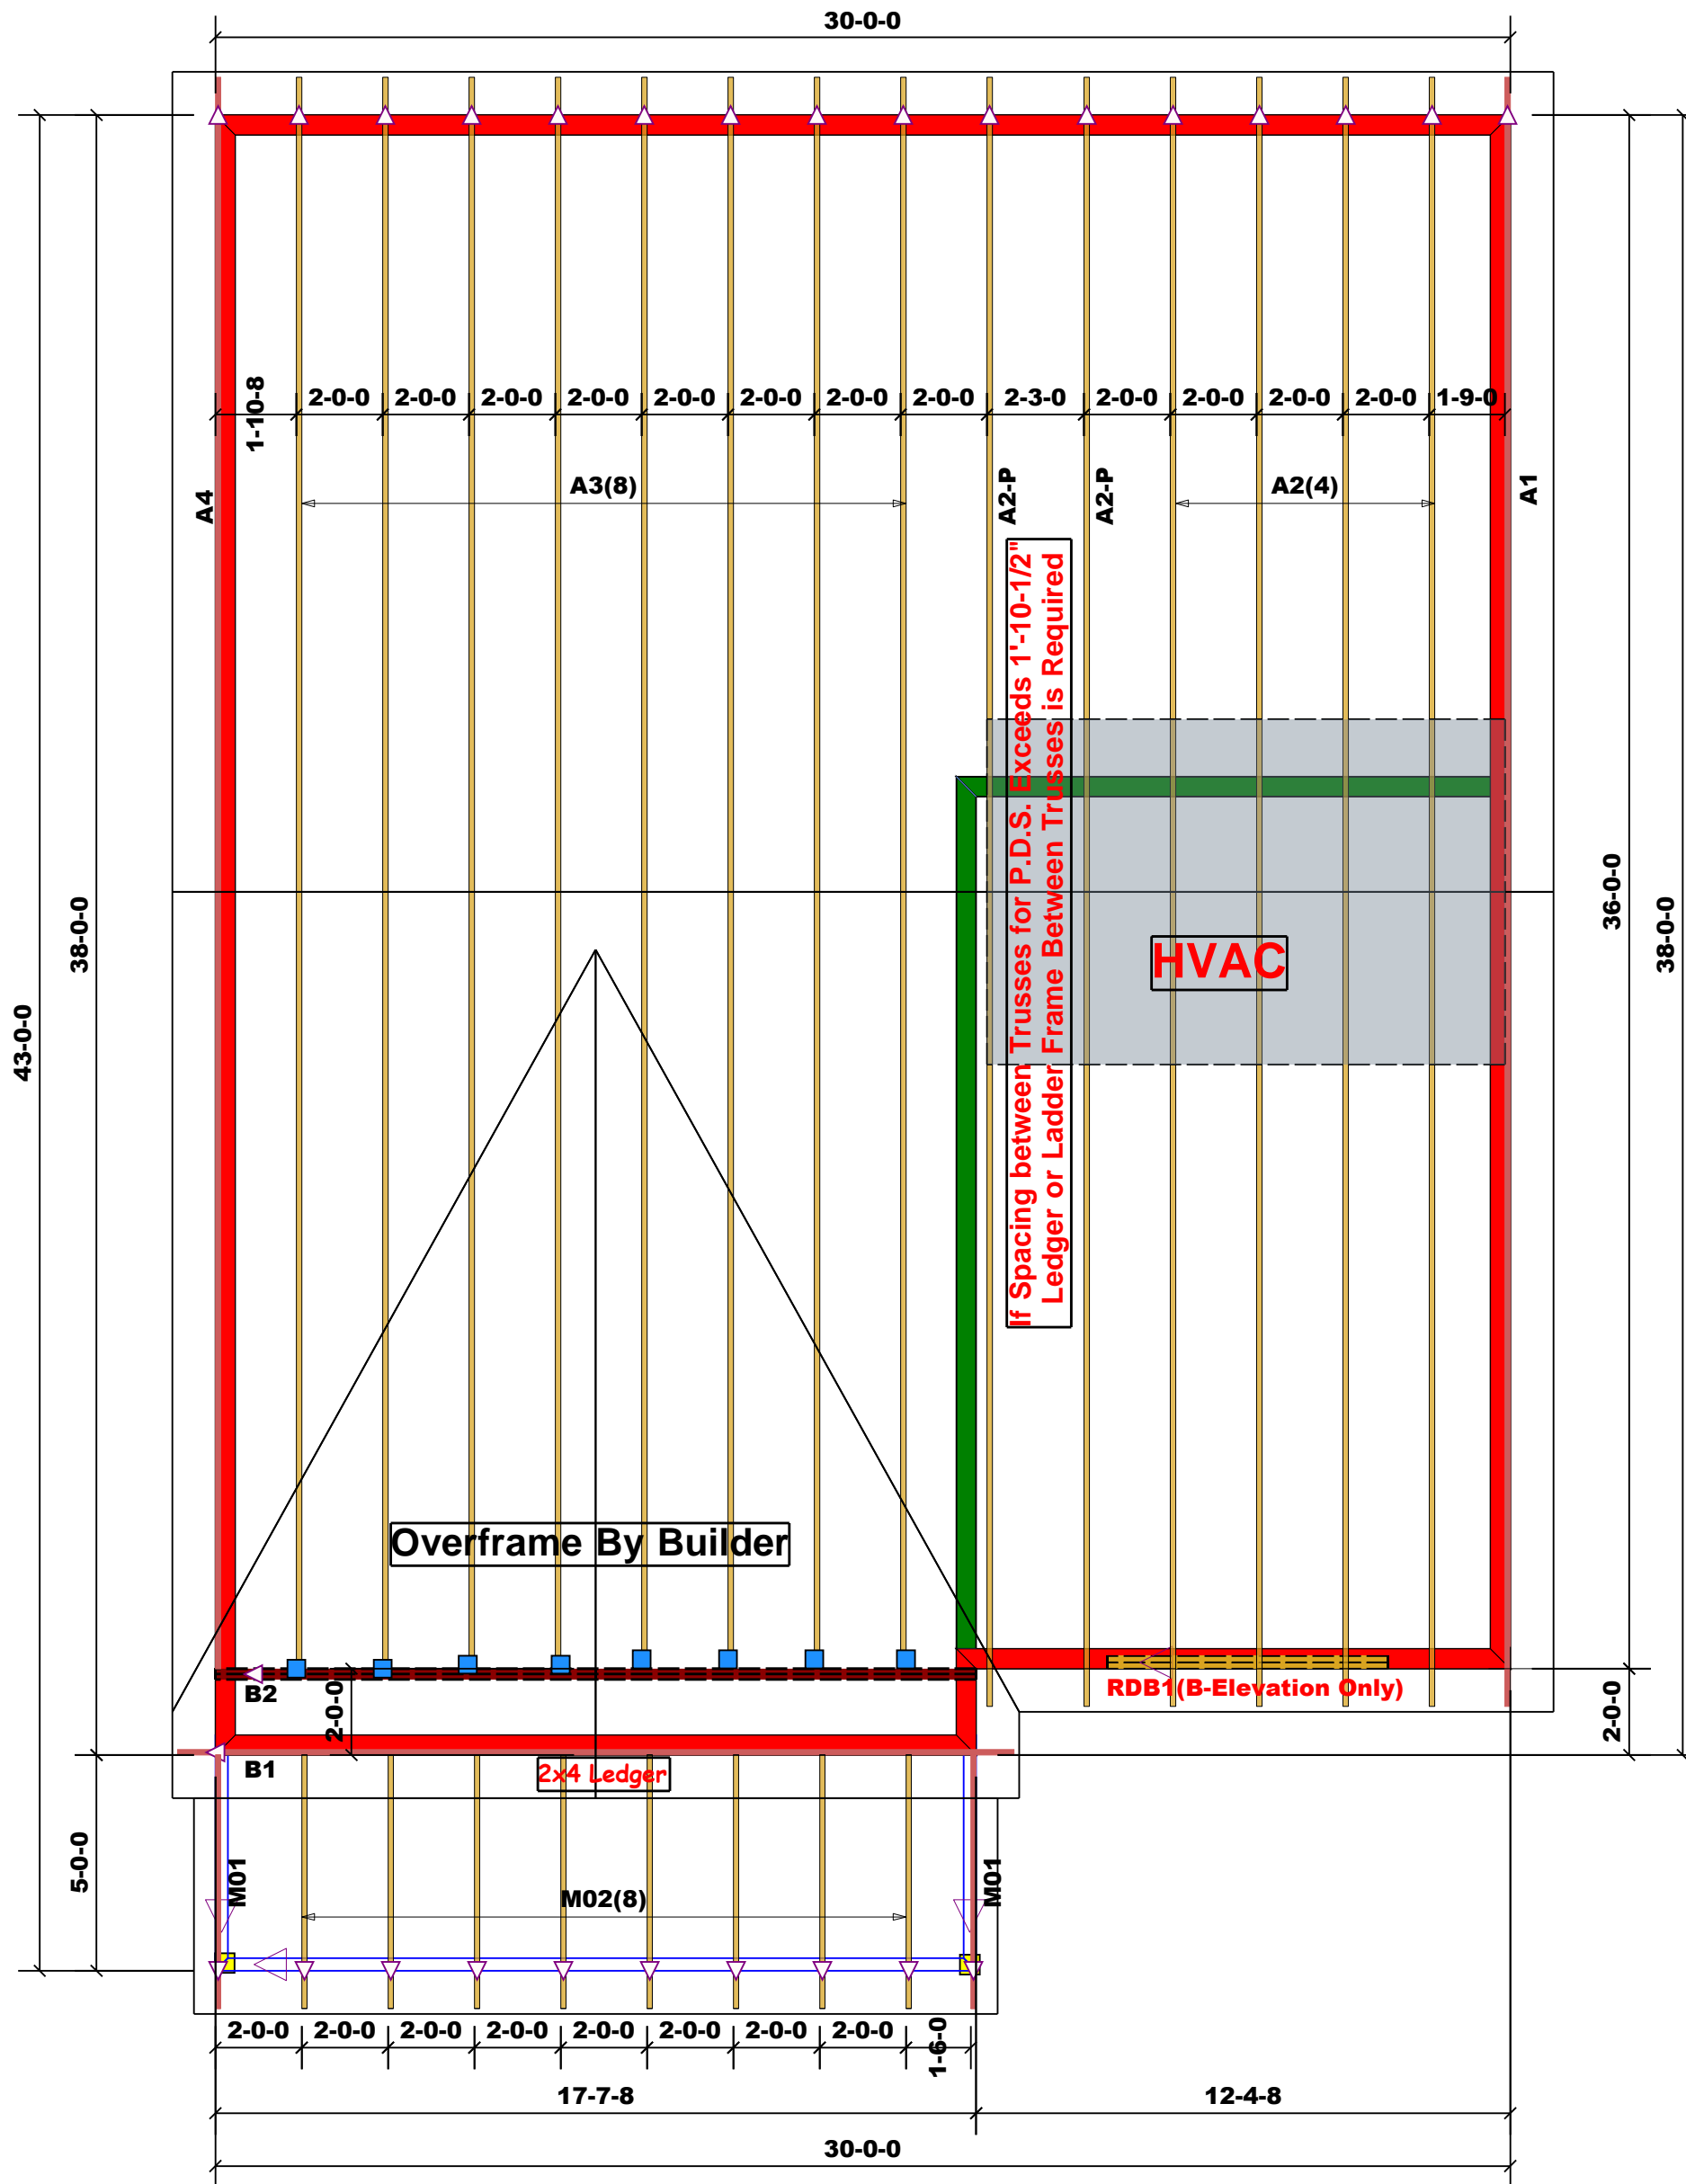 30-0-0
1-10-8
2-0-0 2-0-0 2-0-0 2-0-0 2-0-0 2-0-0 2-0-0 2-0-0 2-3-0 2-0-0 2-0-0 2-0-0 2-0-0 1-9-0
A4
A3(8)
A2-P
A2-P
A2(4)
A1
If Spacing between Trusses for P.D.S. Exceeds 1'-10-1/2"
Ledger or Ladder Frame Between Trusses is Required
HVAC
43-0-0
38-0-0
36-0-0
38-0-0
Overframe By Builder
B2
2-0-0
RDB1(B-Elevation Only)
2-0-0
B1
2x4 Ledger
5-0-0
M01
M02(8)
M01
2-0-0 2-0-0 2-0-0 2-0-0 2-0-0 2-0-0 2-0-0 2-0-0 1-6-0
17-7-8
12-4-8
30-0-0